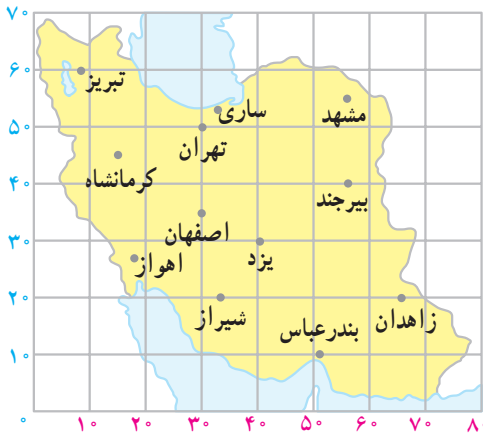 ۷۰
۶۰
تبریز
ساری
مشهد
۵۰
تهران
کرمانشاه
۴۰
بیرجند
اصفهان
۳۰
یزد
اهواز
۲۰
شیراز
زاهدان
بندرعباس
۱۰
۰ ۱۰ ۲۰ ۳۰ ۴۰ ۵۰ ۶۰ ۷۰ ۸۰